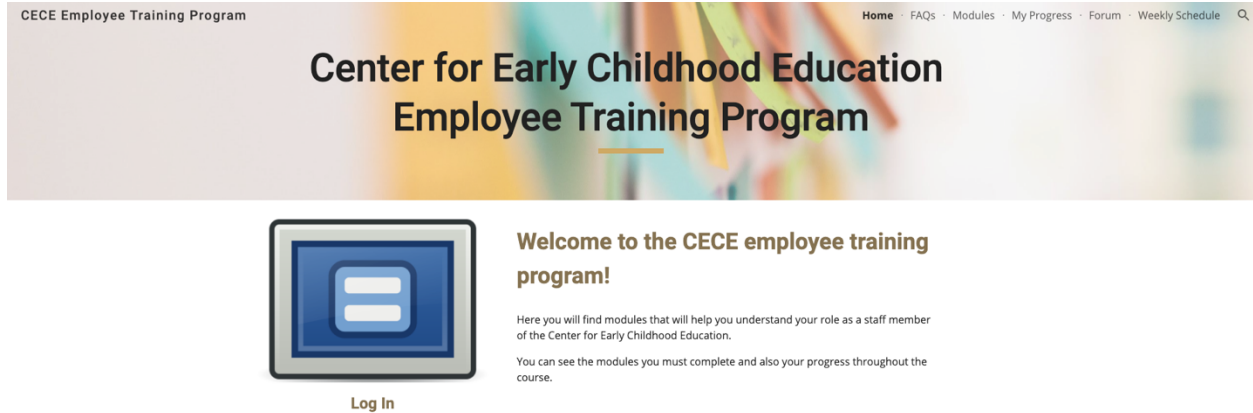 CECE Employee Training Program
Home · FAQs · Modules · My Progress · Forum · Weekly Schedule
Center for Early Childhood Education
Employee Training Program
Welcome to the CECE employee training
program!
Here you will find modules that will help you understand your role as a staff member
of the Center for Early Childhood Education.
You can see the modules you must complete and also your progress throughout the
course.
Log In